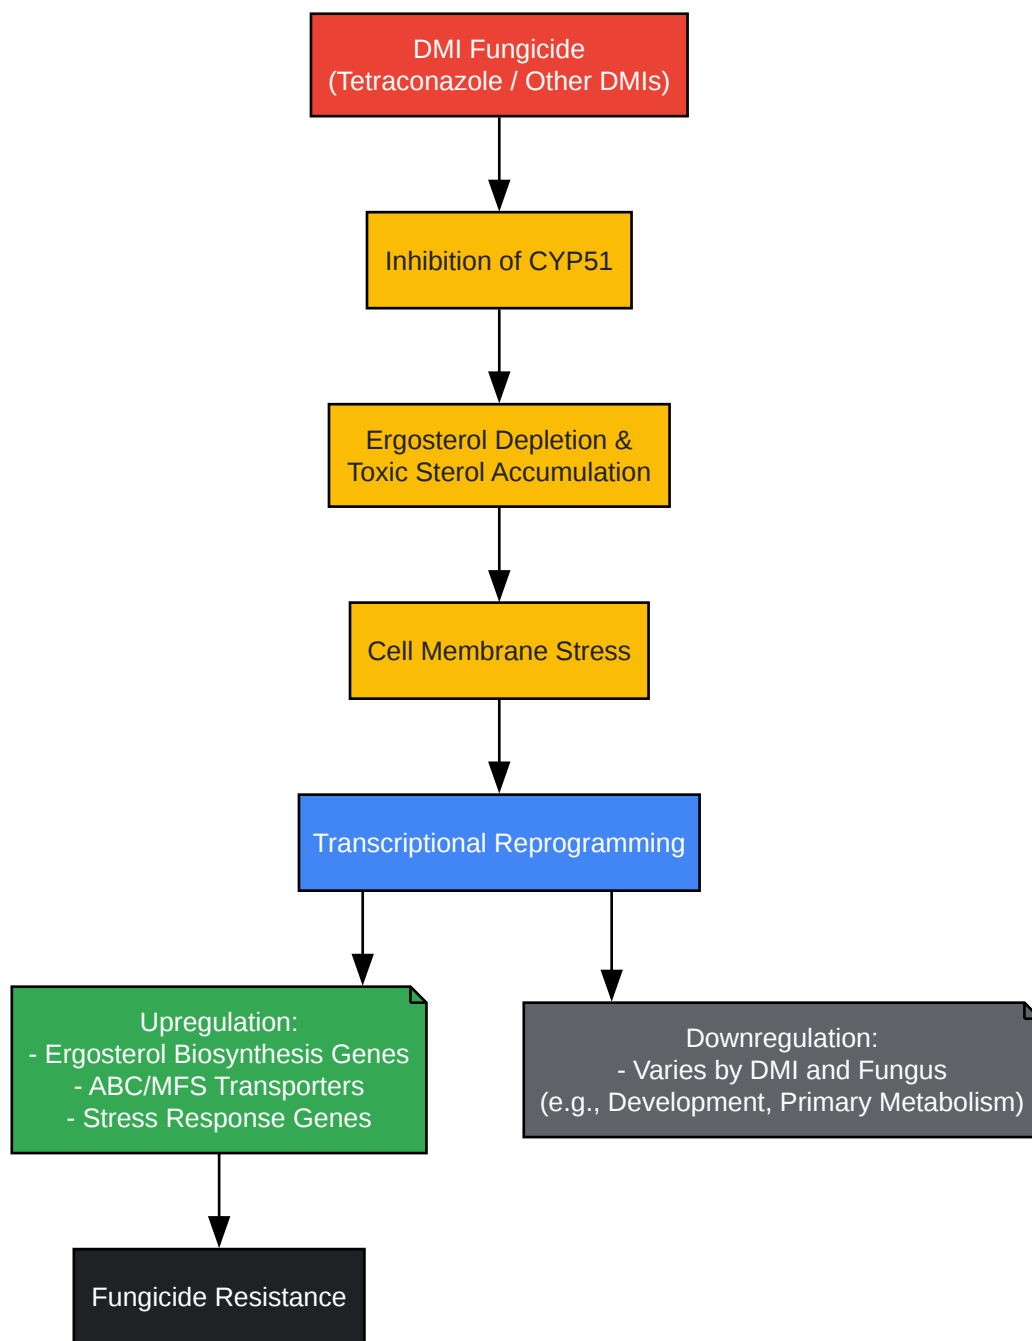 DMI Fungicide
(Tetraconazole / Other DMIs)
Inhibition of CYP51
Ergosterol Depletion &
Toxic Sterol Accumulation
Cell Membrane Stress
Transcriptional Reprogramming
Upregulation:
- Ergosterol Biosynthesis Genes
- ABC/MFS Transporters
- Stress Response Genes
Downregulation:
- Varies by DMI and Fungus
(e.g., Development, Primary Metabolism)
Fungicide Resistance